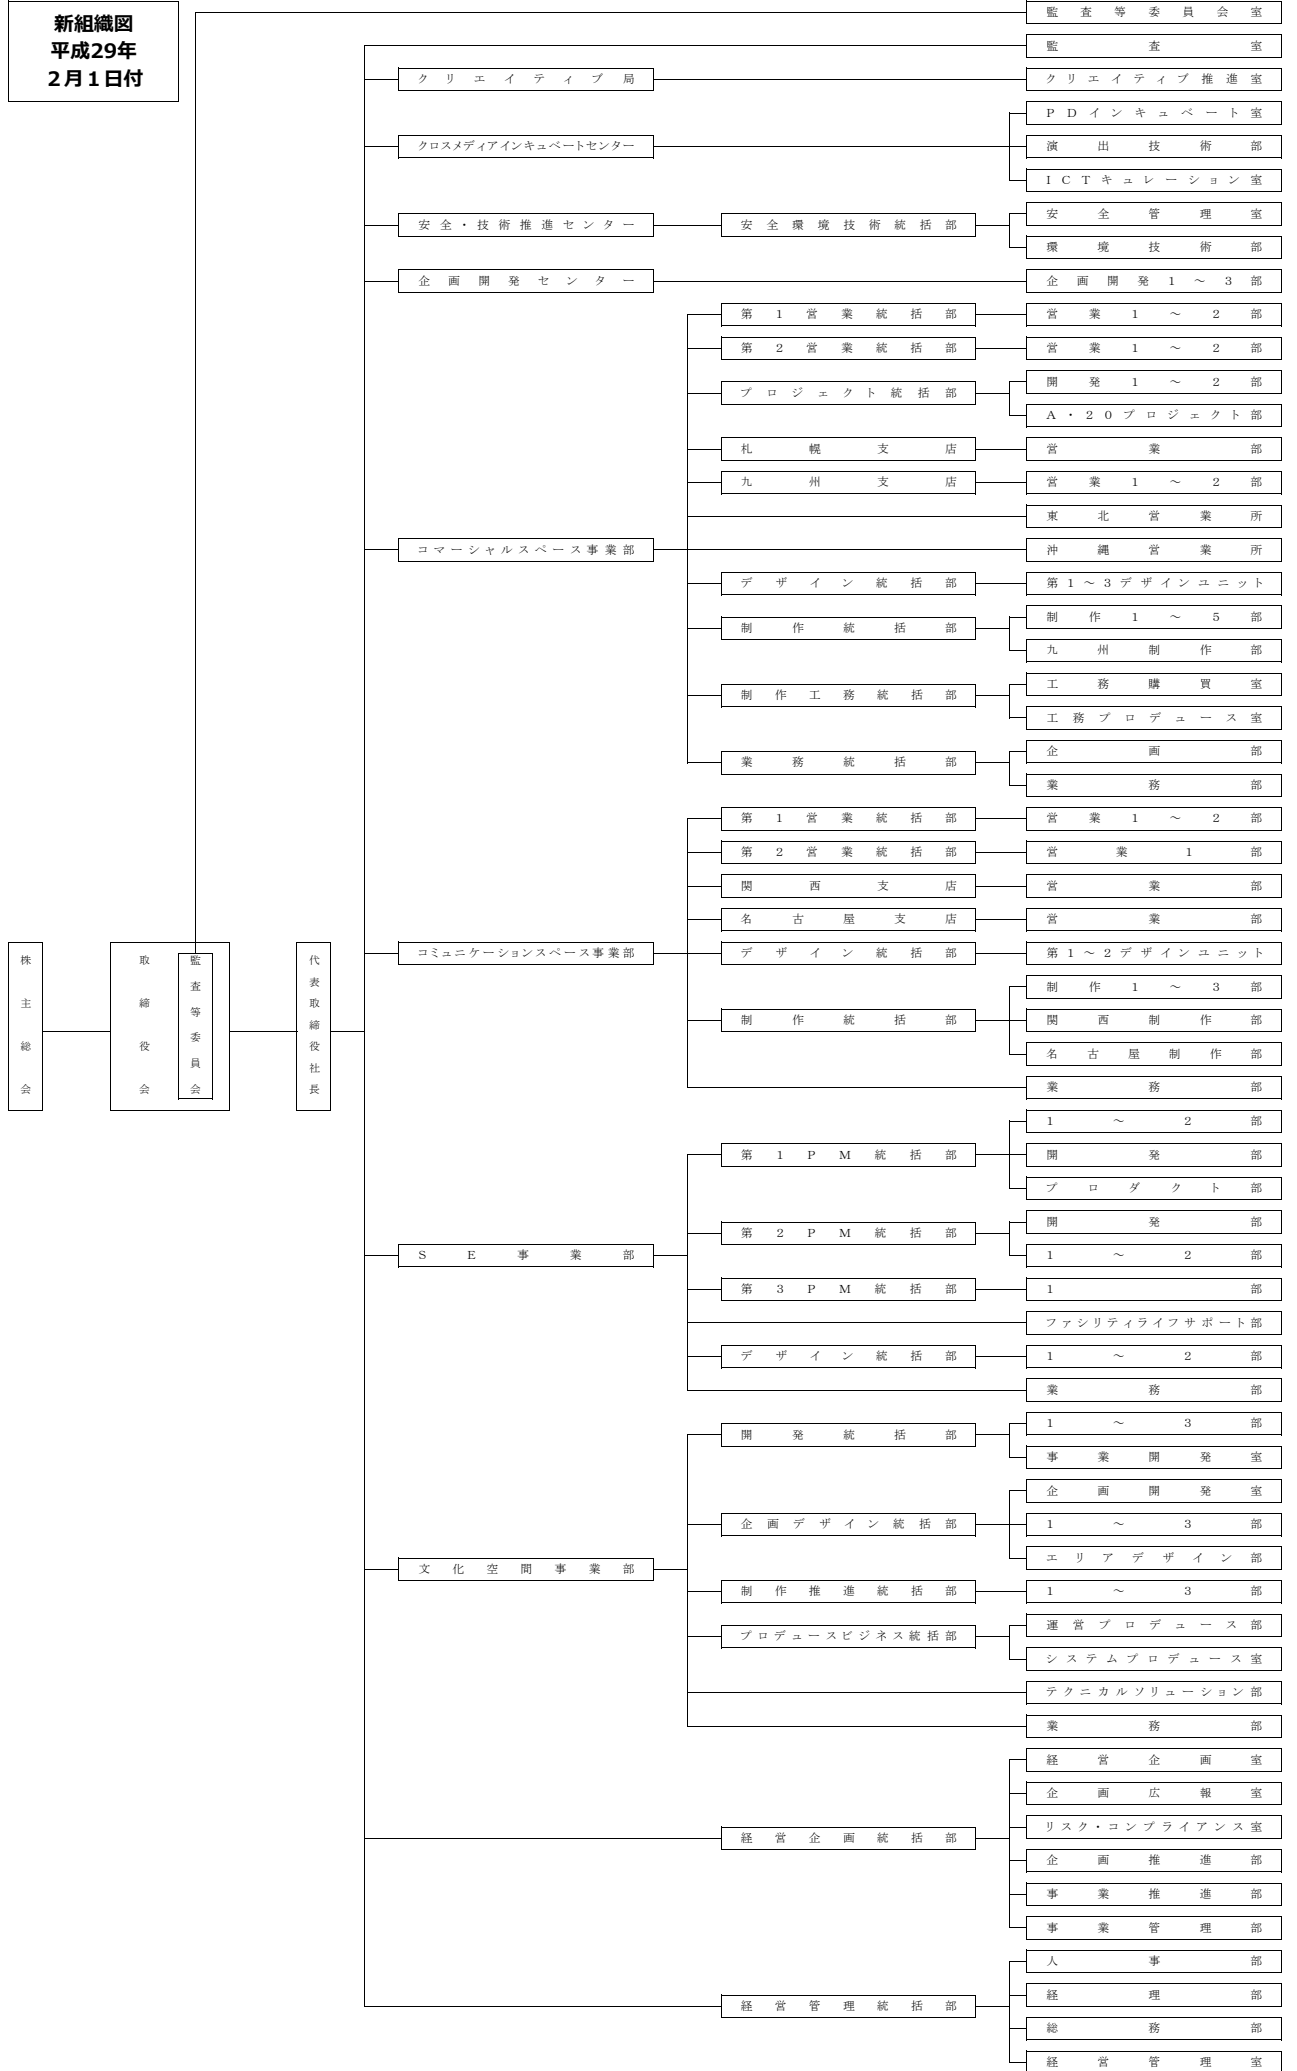 新組織図
平成29年
２月１日付
監査等委員会室
監査室
クリエイティブ局
クリエイティブ推進室
クロスメディアインキュベートセンター
ＰＤインキュベート室
演出技術部
ＩＣＴキュレーション室
安全・技術推進センター
安全環境技術統括部
安全管理室
環境技術部
企画開発センター
企画開発１～３部
コマーシャルスペース事業部
第１営業統括部
営業１～２部
第２営業統括部
営業１～２部
プロジェクト統括部
開発１～２部
Ａ・２０プロジェクト部
札幌支店
営業部
九州支店
営業１～２部
東北営業所
沖縄営業所
デザイン統括部
第１～３デザインユニット
制作統括部
制作１～５部
九州制作部
制作工務統括部
工務購買室
工務プロデュース室
業務統括部
企画部
業務部
株主総会
取締役会
監査等委員会
代表取締役社長
コミュニケーションスペース事業部
第１営業統括部
営業１～２部
第２営業統括部
営業１部
関西支店
営業部
名古屋支店
営業部
デザイン統括部
第１～２デザインユニット
制作統括部
制作１～３部
関西制作部
名古屋制作部
業務部
ＳＥ事業部
第１ＰＭ統括部
１～２部
開発部
プロダクト部
第２ＰＭ統括部
開発部
１～２部
第３ＰＭ統括部
１部
ファシリティライフサポート部
デザイン統括部
１～２部
業務部
文化空間事業部
開発統括部
１～３部
事業開発室
企画デザイン統括部
企画開発室
１～３部
エリアデザイン部
制作推進統括部
１～３部
プロデュースビジネス統括部
運営プロデュース部
システムプロデュース室
テクニカルソリューション部
業務部
経営企画統括部
経営企画室
企画広報室
リスク・コンプライアンス室
企画推進部
事業推進部
事業管理部
経営管理統括部
人事部
経理部
総務部
経営管理室